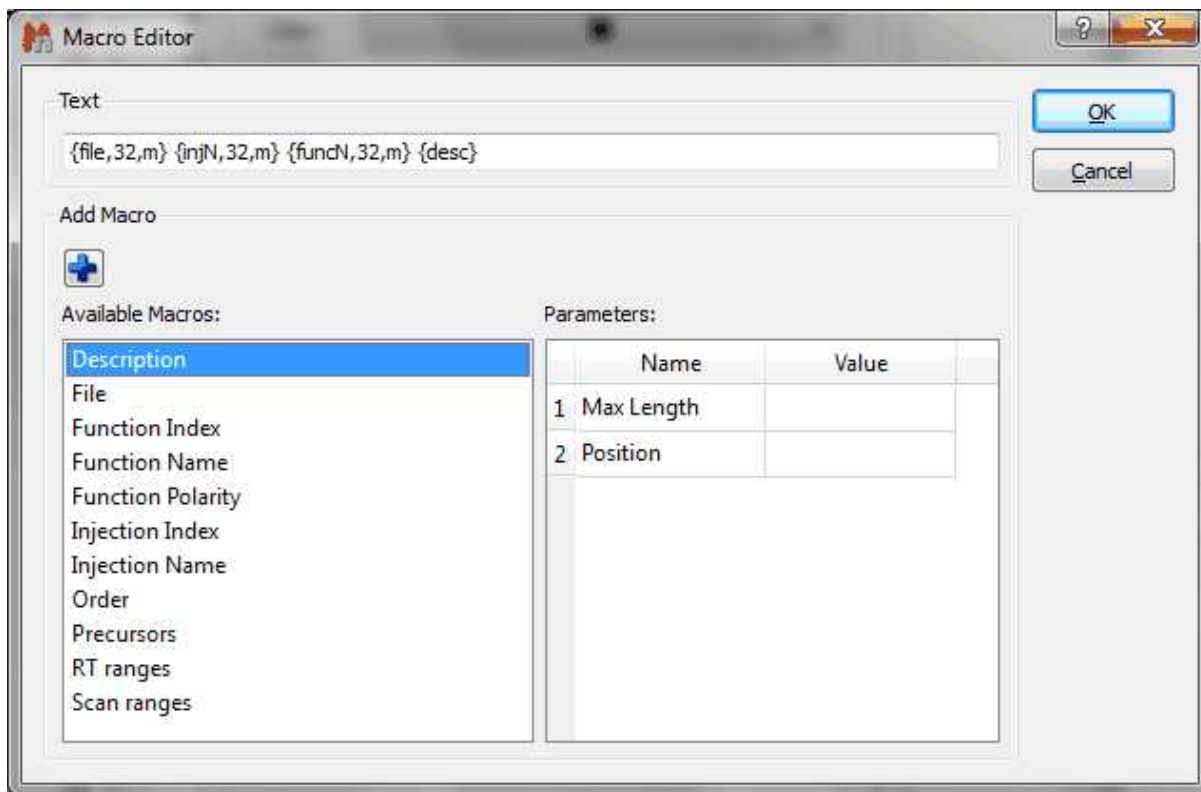 Macro Editor
Text
OK
{file,32,m} {injN,32,m} {funcN,32,m} {desc}
Cancel
Add Macro
Available Macros:
Parameters:
Description
File
Function Index
Function Name
Function Polarity
Injection Index
Injection Name
Order
Precursors
RT ranges
Scan ranges
Name Value
1 Max Length
2 Position